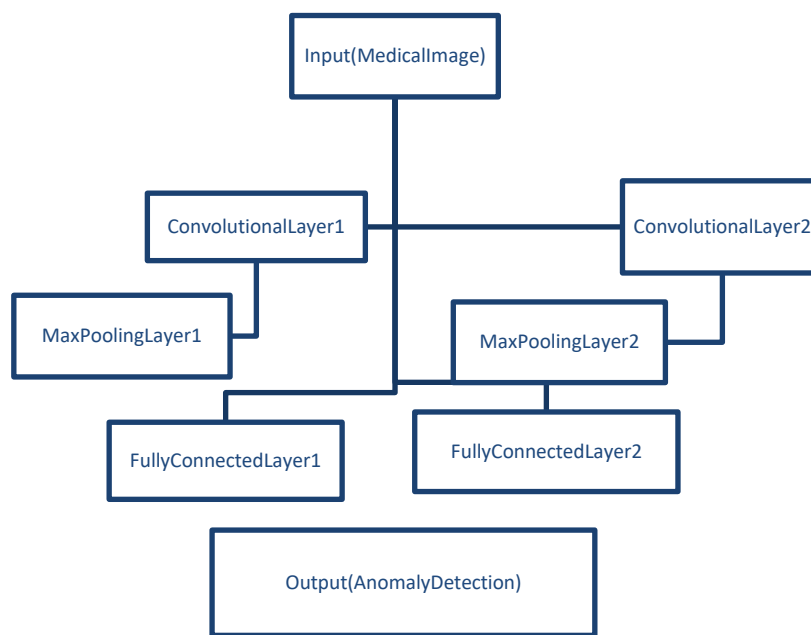 Input(MedicalImage)
ConvolutionalLayer1
ConvolutionalLayer2
MaxPoolingLayer1
MaxPoolingLayer2
FullyConnectedLayer1
FullyConnectedLayer2
Output(AnomalyDetection)